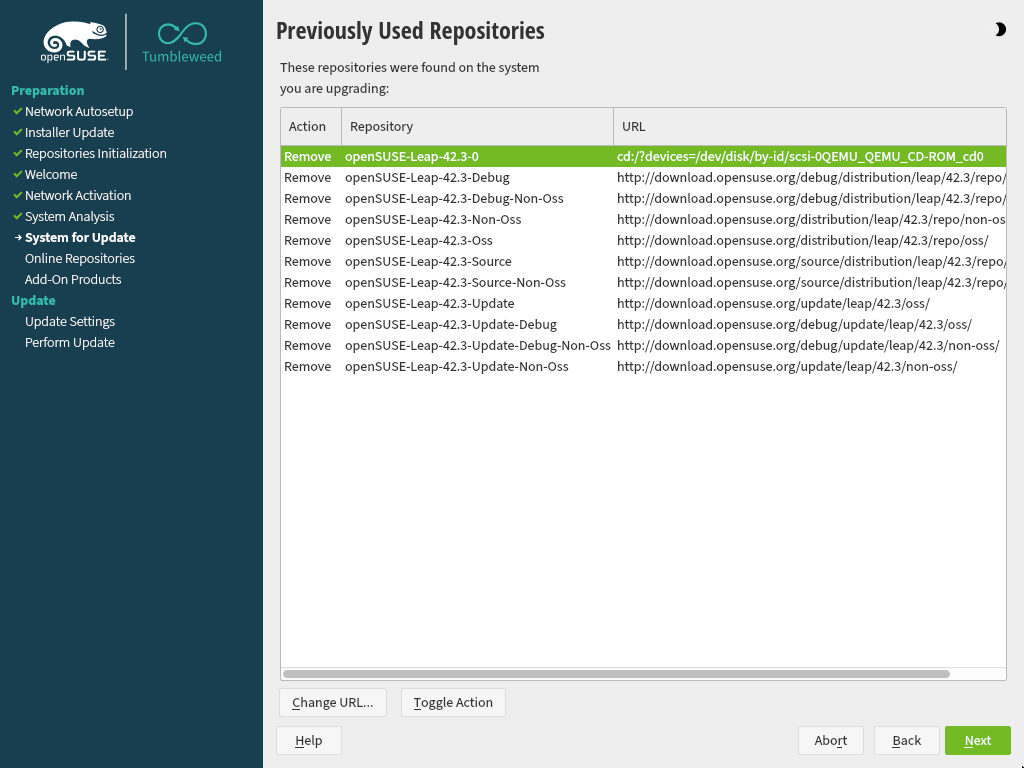 openSUSE Tumbleweed
Preparation
Network Autosetup
Installer Update
Repositories Initialization
Welcome
Network Activation
System Analysis
System for Update
Online Repositories
Add-On Products
Update
Update Settings
Perform Update
Previously Used Repositories
These repositories were found on the system
you are upgrading:
Action Repository URL
Remove openSUSE-Leap-42.3-0 cd:/?devices=/dev/disk/by-id/scsi-0QEMU_QEMU_CD-ROM_cd0
Remove openSUSE-Leap-42.3-Debug http://download.opensuse.org/debug/distribution/leap/42.3/repo/
Remove openSUSE-Leap-42.3-Debug-Non-Oss http://download.opensuse.org/debug/distribution/leap/42.3/repo/
Remove openSUSE-Leap-42.3-Non-Oss http://download.opensuse.org/distribution/leap/42.3/repo/non-os
Remove openSUSE-Leap-42.3-Oss http://download.opensuse.org/distribution/leap/42.3/repo/oss/
Remove openSUSE-Leap-42.3-Source http://download.opensuse.org/source/distribution/leap/42.3/repo/
Remove openSUSE-Leap-42.3-Source-Non-Oss http://download.opensuse.org/source/distribution/leap/42.3/repo/
Remove openSUSE-Leap-42.3-Update http://download.opensuse.org/update/leap/42.3/oss/
Remove openSUSE-Leap-42.3-Update-Debug http://download.opensuse.org/debug/update/leap/42.3/oss/
Remove openSUSE-Leap-42.3-Update-Debug-Non-Oss http://download.opensuse.org/debug/update/leap/42.3/non-oss/
Remove openSUSE-Leap-42.3-Update-Non-Oss http://download.opensuse.org/update/leap/42.3/non-oss/
Change URL... Toggle Action
Help Abort Back Next